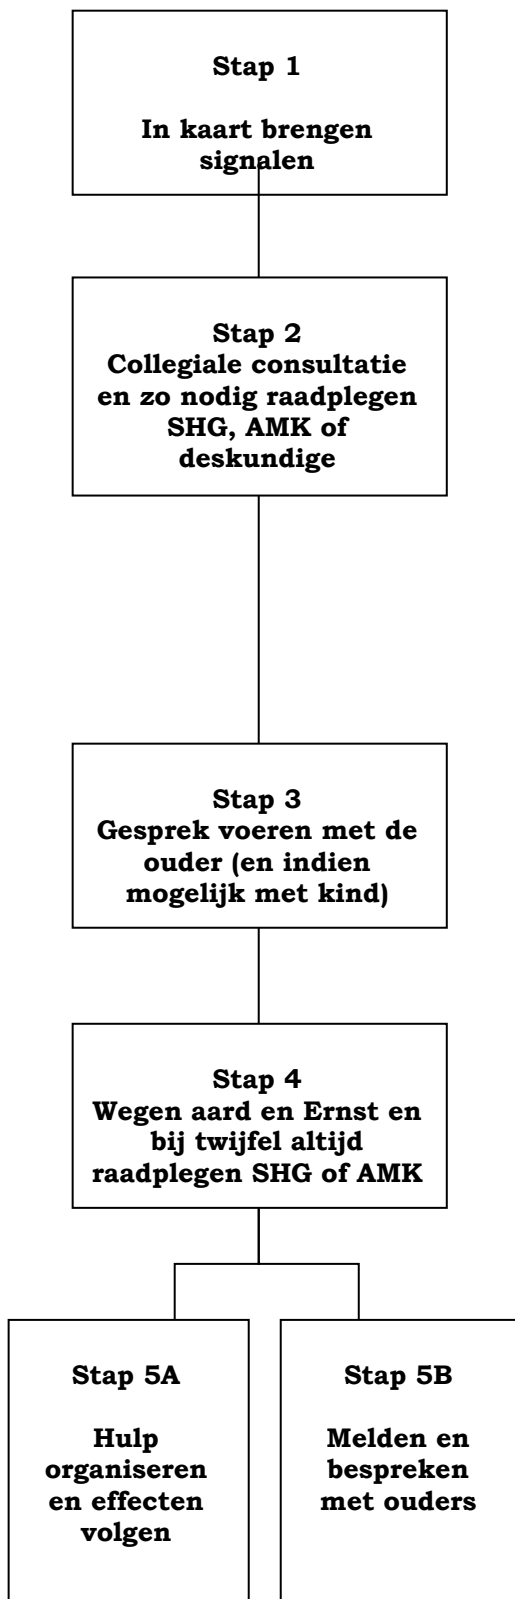 Stap 1
In kaart brengen
signalen
Stap 2
Collegiale consultatie
en zo nodig raadplegen
SHG, AMK of
deskundige
Stap 3
Gesprek voeren met de
ouder (en indien
mogelijk met kind)
Stap 4
Wegen aard en Ernst en
bij twijfel altijd
raadplegen SHG of AMK
Stap 5A
Hulp
organiseren
en effecten
volgen
Stap 5B
Melden en
bespreken
met ouders